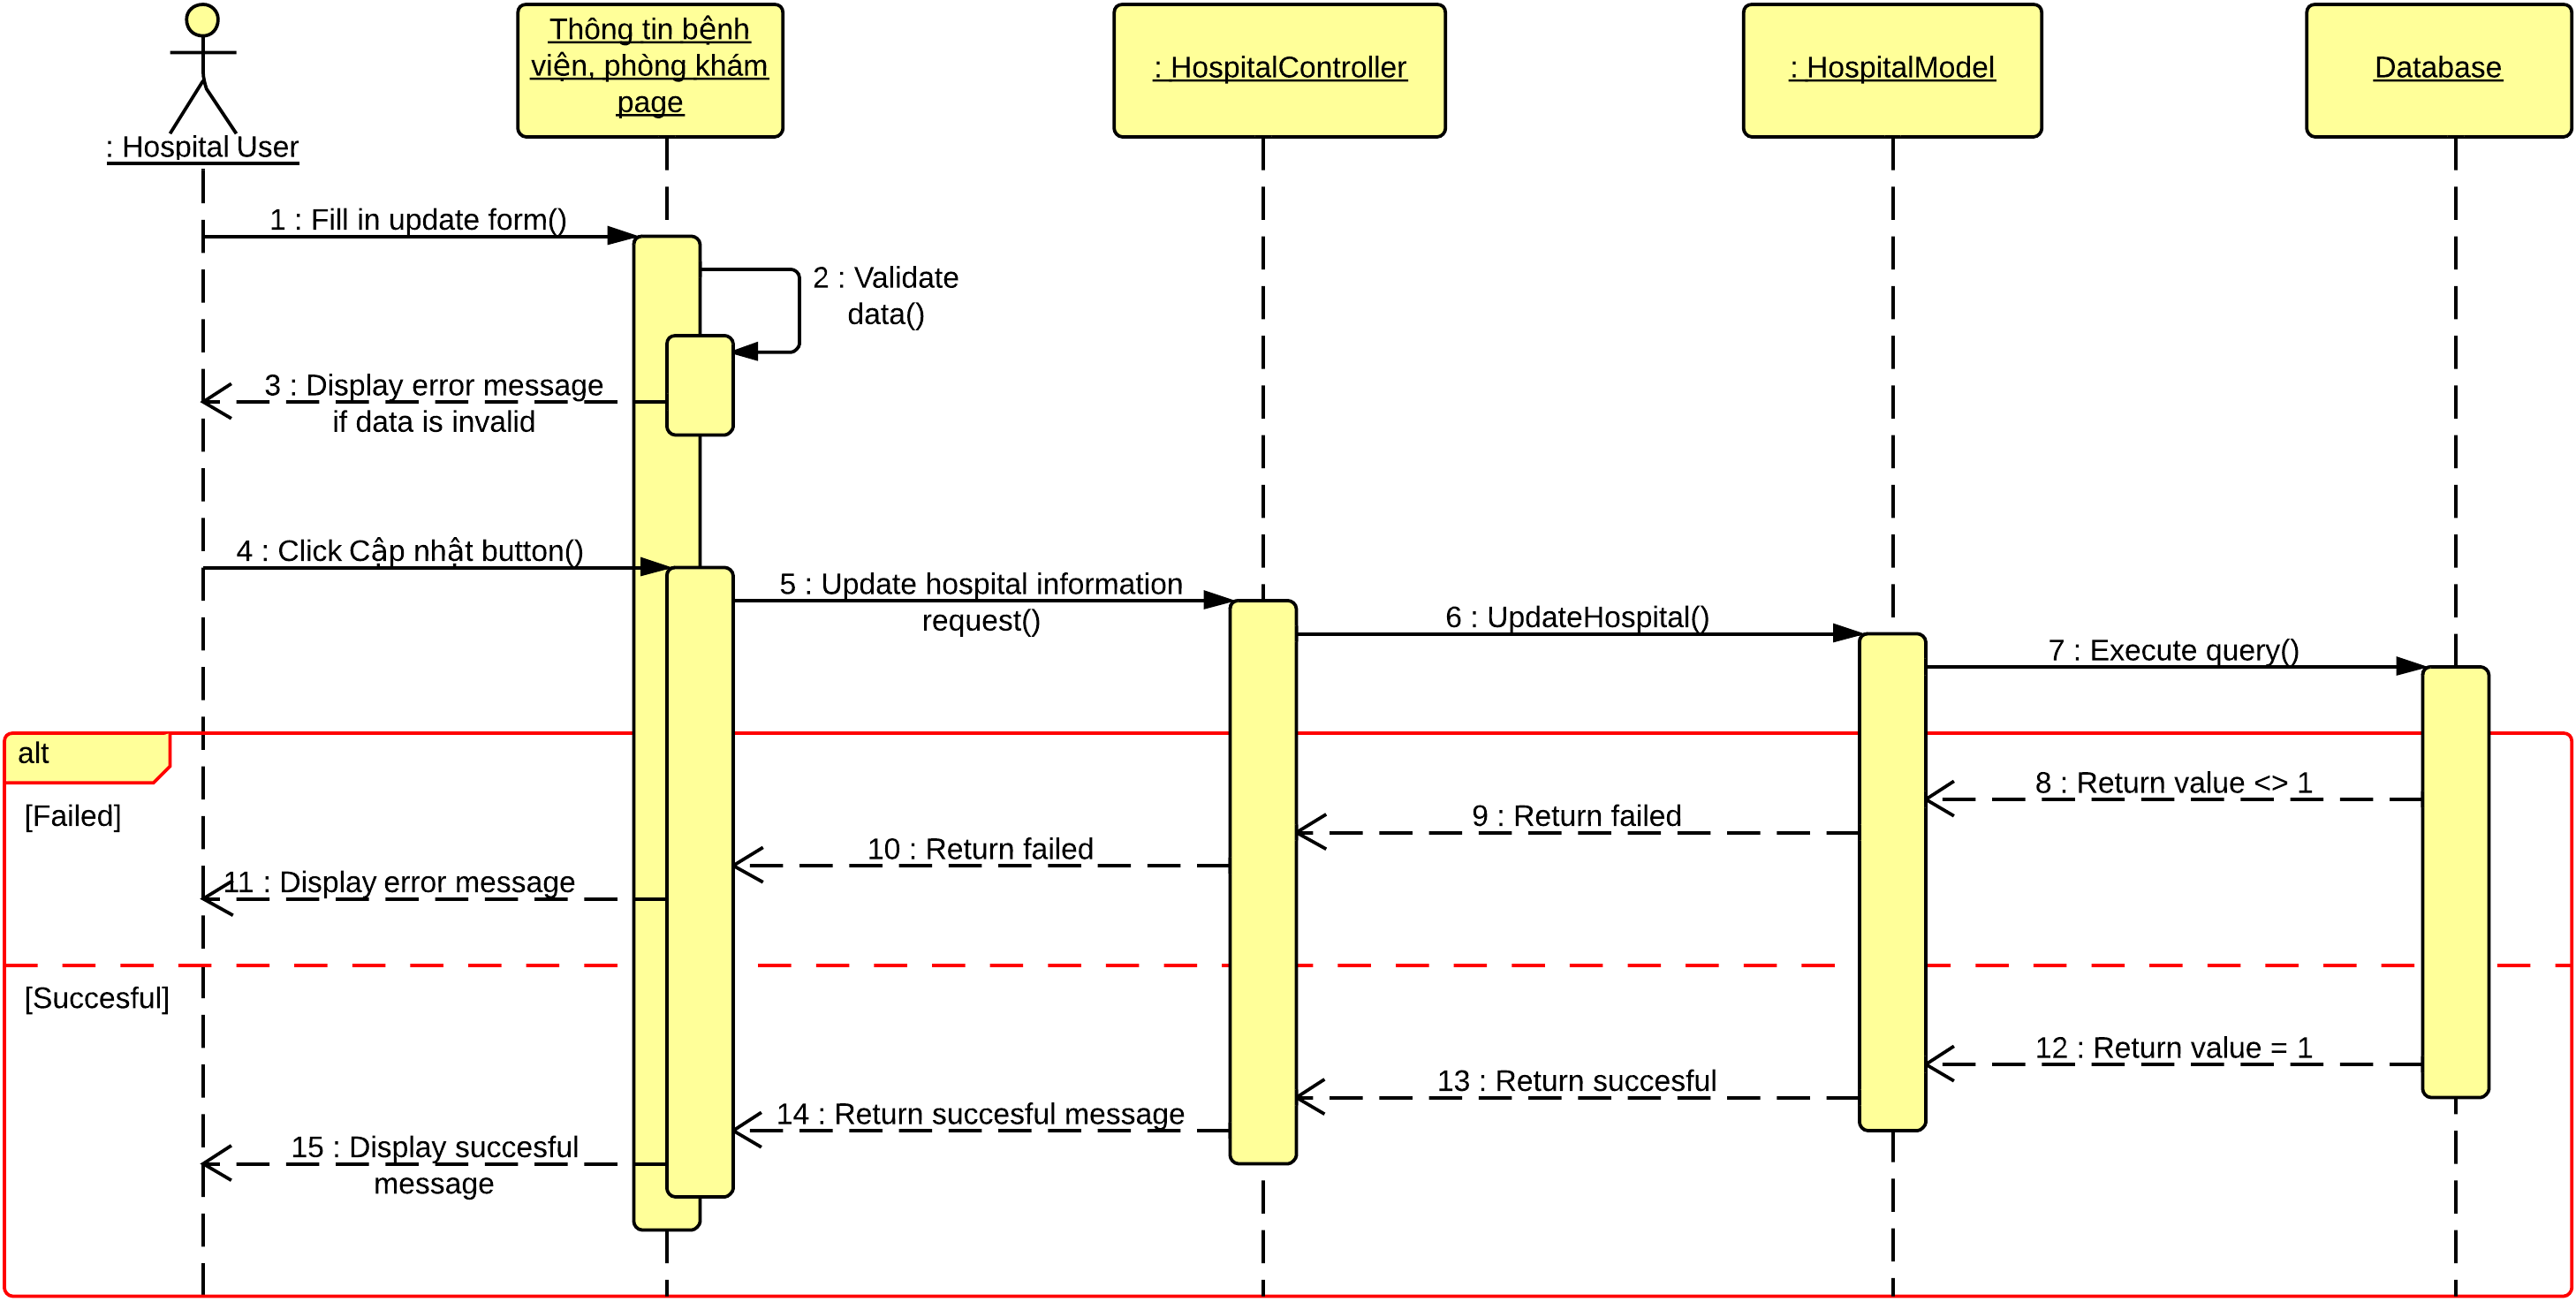 : Hospital User
Thông tin bệnh
viện, phòng khám
page
: HospitalController
: HospitalModel
Database
1 : Fill in update form()
2 : Validate
data()
3 : Display error message
if data is invalid
4 : Click Cập nhật button()
5 : Update hospital information
request()
6 : UpdateHospital()
7 : Execute query()
alt
[Failed]
8 : Return value <> 1
9 : Return failed
10 : Return failed
11 : Display error message
[Succesful]
12 : Return value = 1
13 : Return succesful
14 : Return succesful message
15 : Display succesful
message